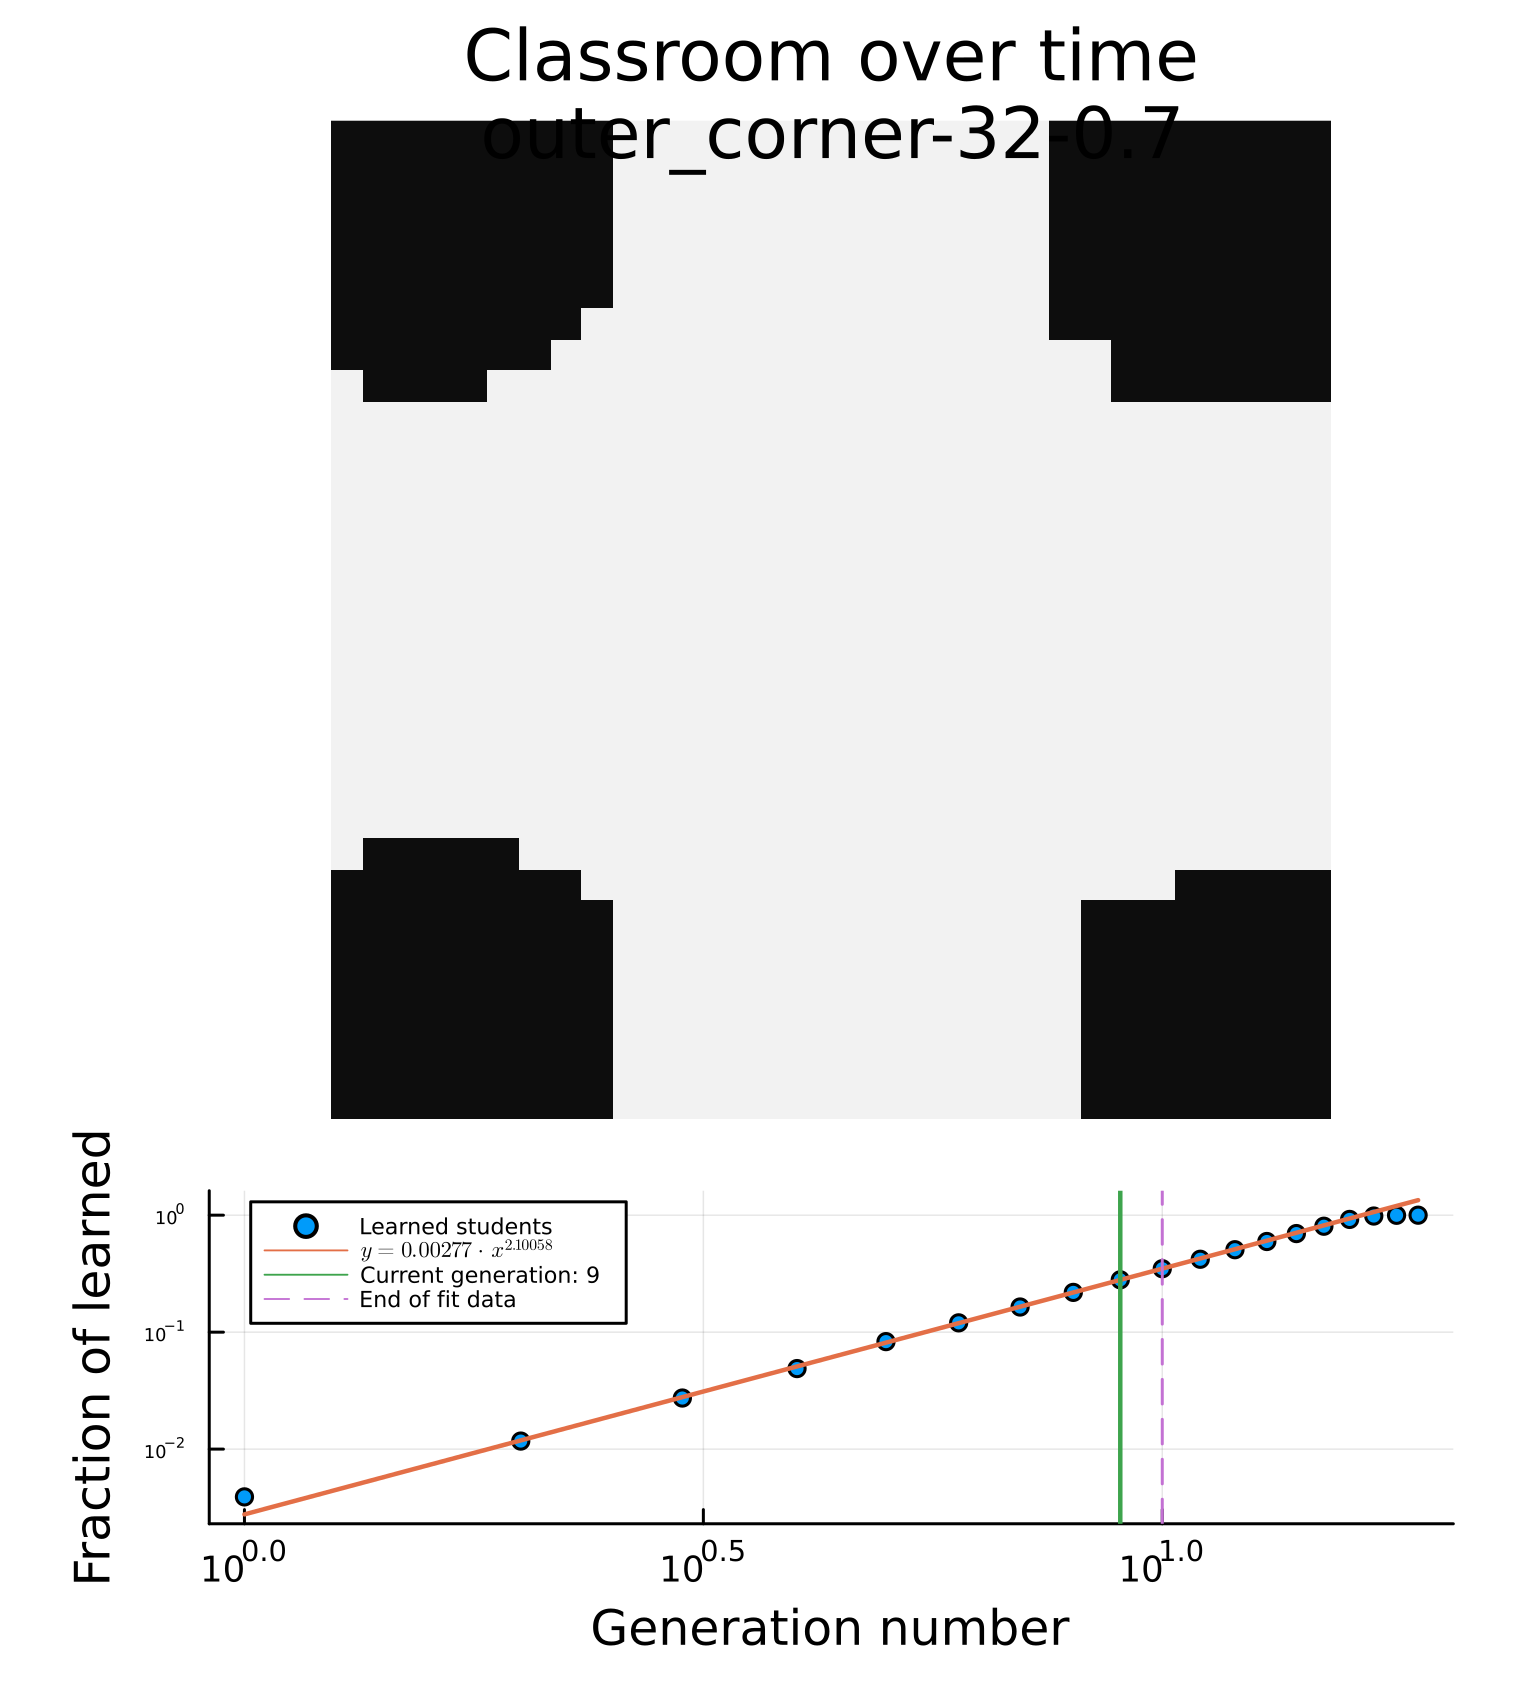 Classroom over time
outer_corner-32-0.7
Fraction of learned
10^0
10^-1
10^-2
Learned students
y = 0.00277 · x^2.10058
Current generation: 9
End of fit data
10^0.0
10^0.5
10^1.0
Generation number